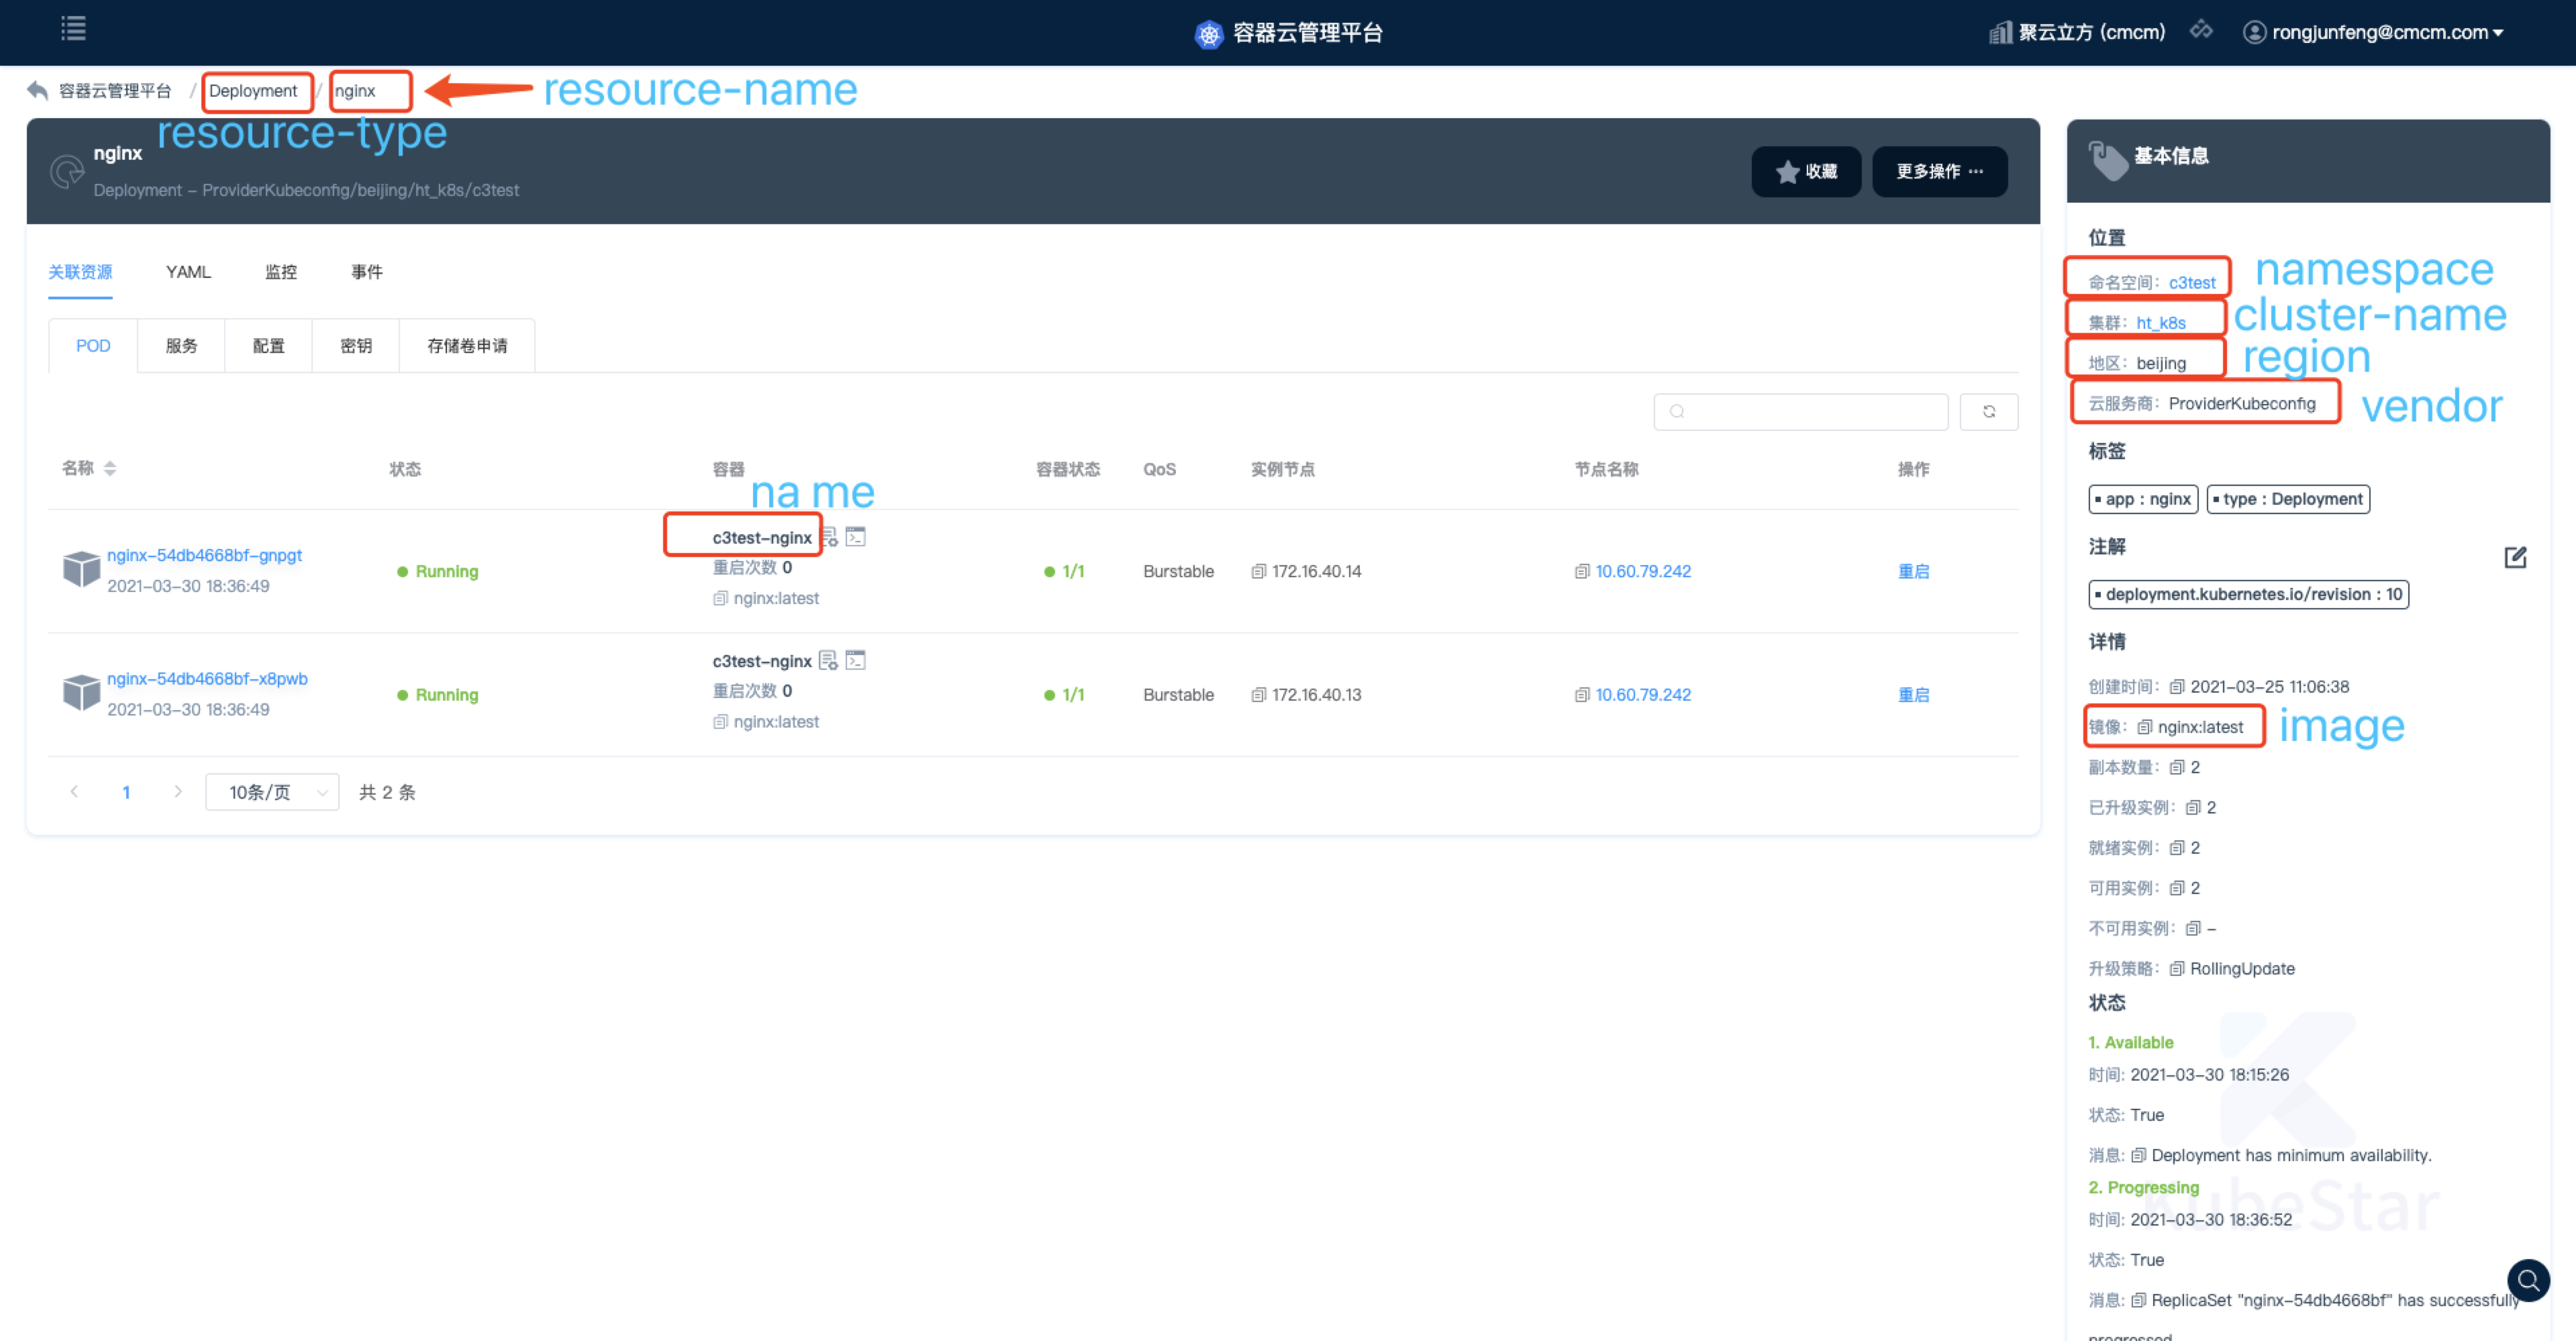 容器云管理平台
聚云立方 (cmcm)
rongjunfeng@cmcm.com
容器云管理平台 / Deployment / nginx
resource-name
resource-type
nginx
Deployment – ProviderKubeconfig/beijing/ht_k8s/c3test
收藏
更多操作 ···
关联资源 YAML 监控 事件
POD 服务 配置 密钥 存储卷申请
名称 状态 容器 容器状态 QoS 实例节点 节点名称 操作
na me
nginx-54db4668bf-gnpgt
2021-03-30 18:36:49
Running
c3test-nginx
重启次数 0
nginx:latest
1/1
Burstable
172.16.40.14
10.60.79.242
重启
nginx-54db4668bf-x8pwb
2021-03-30 18:36:49
Running
c3test-nginx
重启次数 0
nginx:latest
1/1
Burstable
172.16.40.13
10.60.79.242
重启
1 10条/页 共 2 条
基本信息
位置
命名空间: c3test namespace
集群: ht_k8s cluster-name
地区: beijing region
云服务商: ProviderKubeconfig vendor
标签
app : nginx
type : Deployment
注解
deployment.kubernetes.io/revision : 10
详情
创建时间: 2021-03-25 11:06:38
镜像: nginx:latest image
副本数量: 2
已升级实例: 2
就绪实例: 2
可用实例: 2
不可用实例: –
升级策略: RollingUpdate
状态
1. Available
时间: 2021-03-30 18:15:26
状态: True
消息: Deployment has minimum availability.
2. Progressing
时间: 2021-03-30 18:36:52
KubeStar
状态: True
消息: ReplicaSet "nginx-54db4668bf" has successfully
progressed